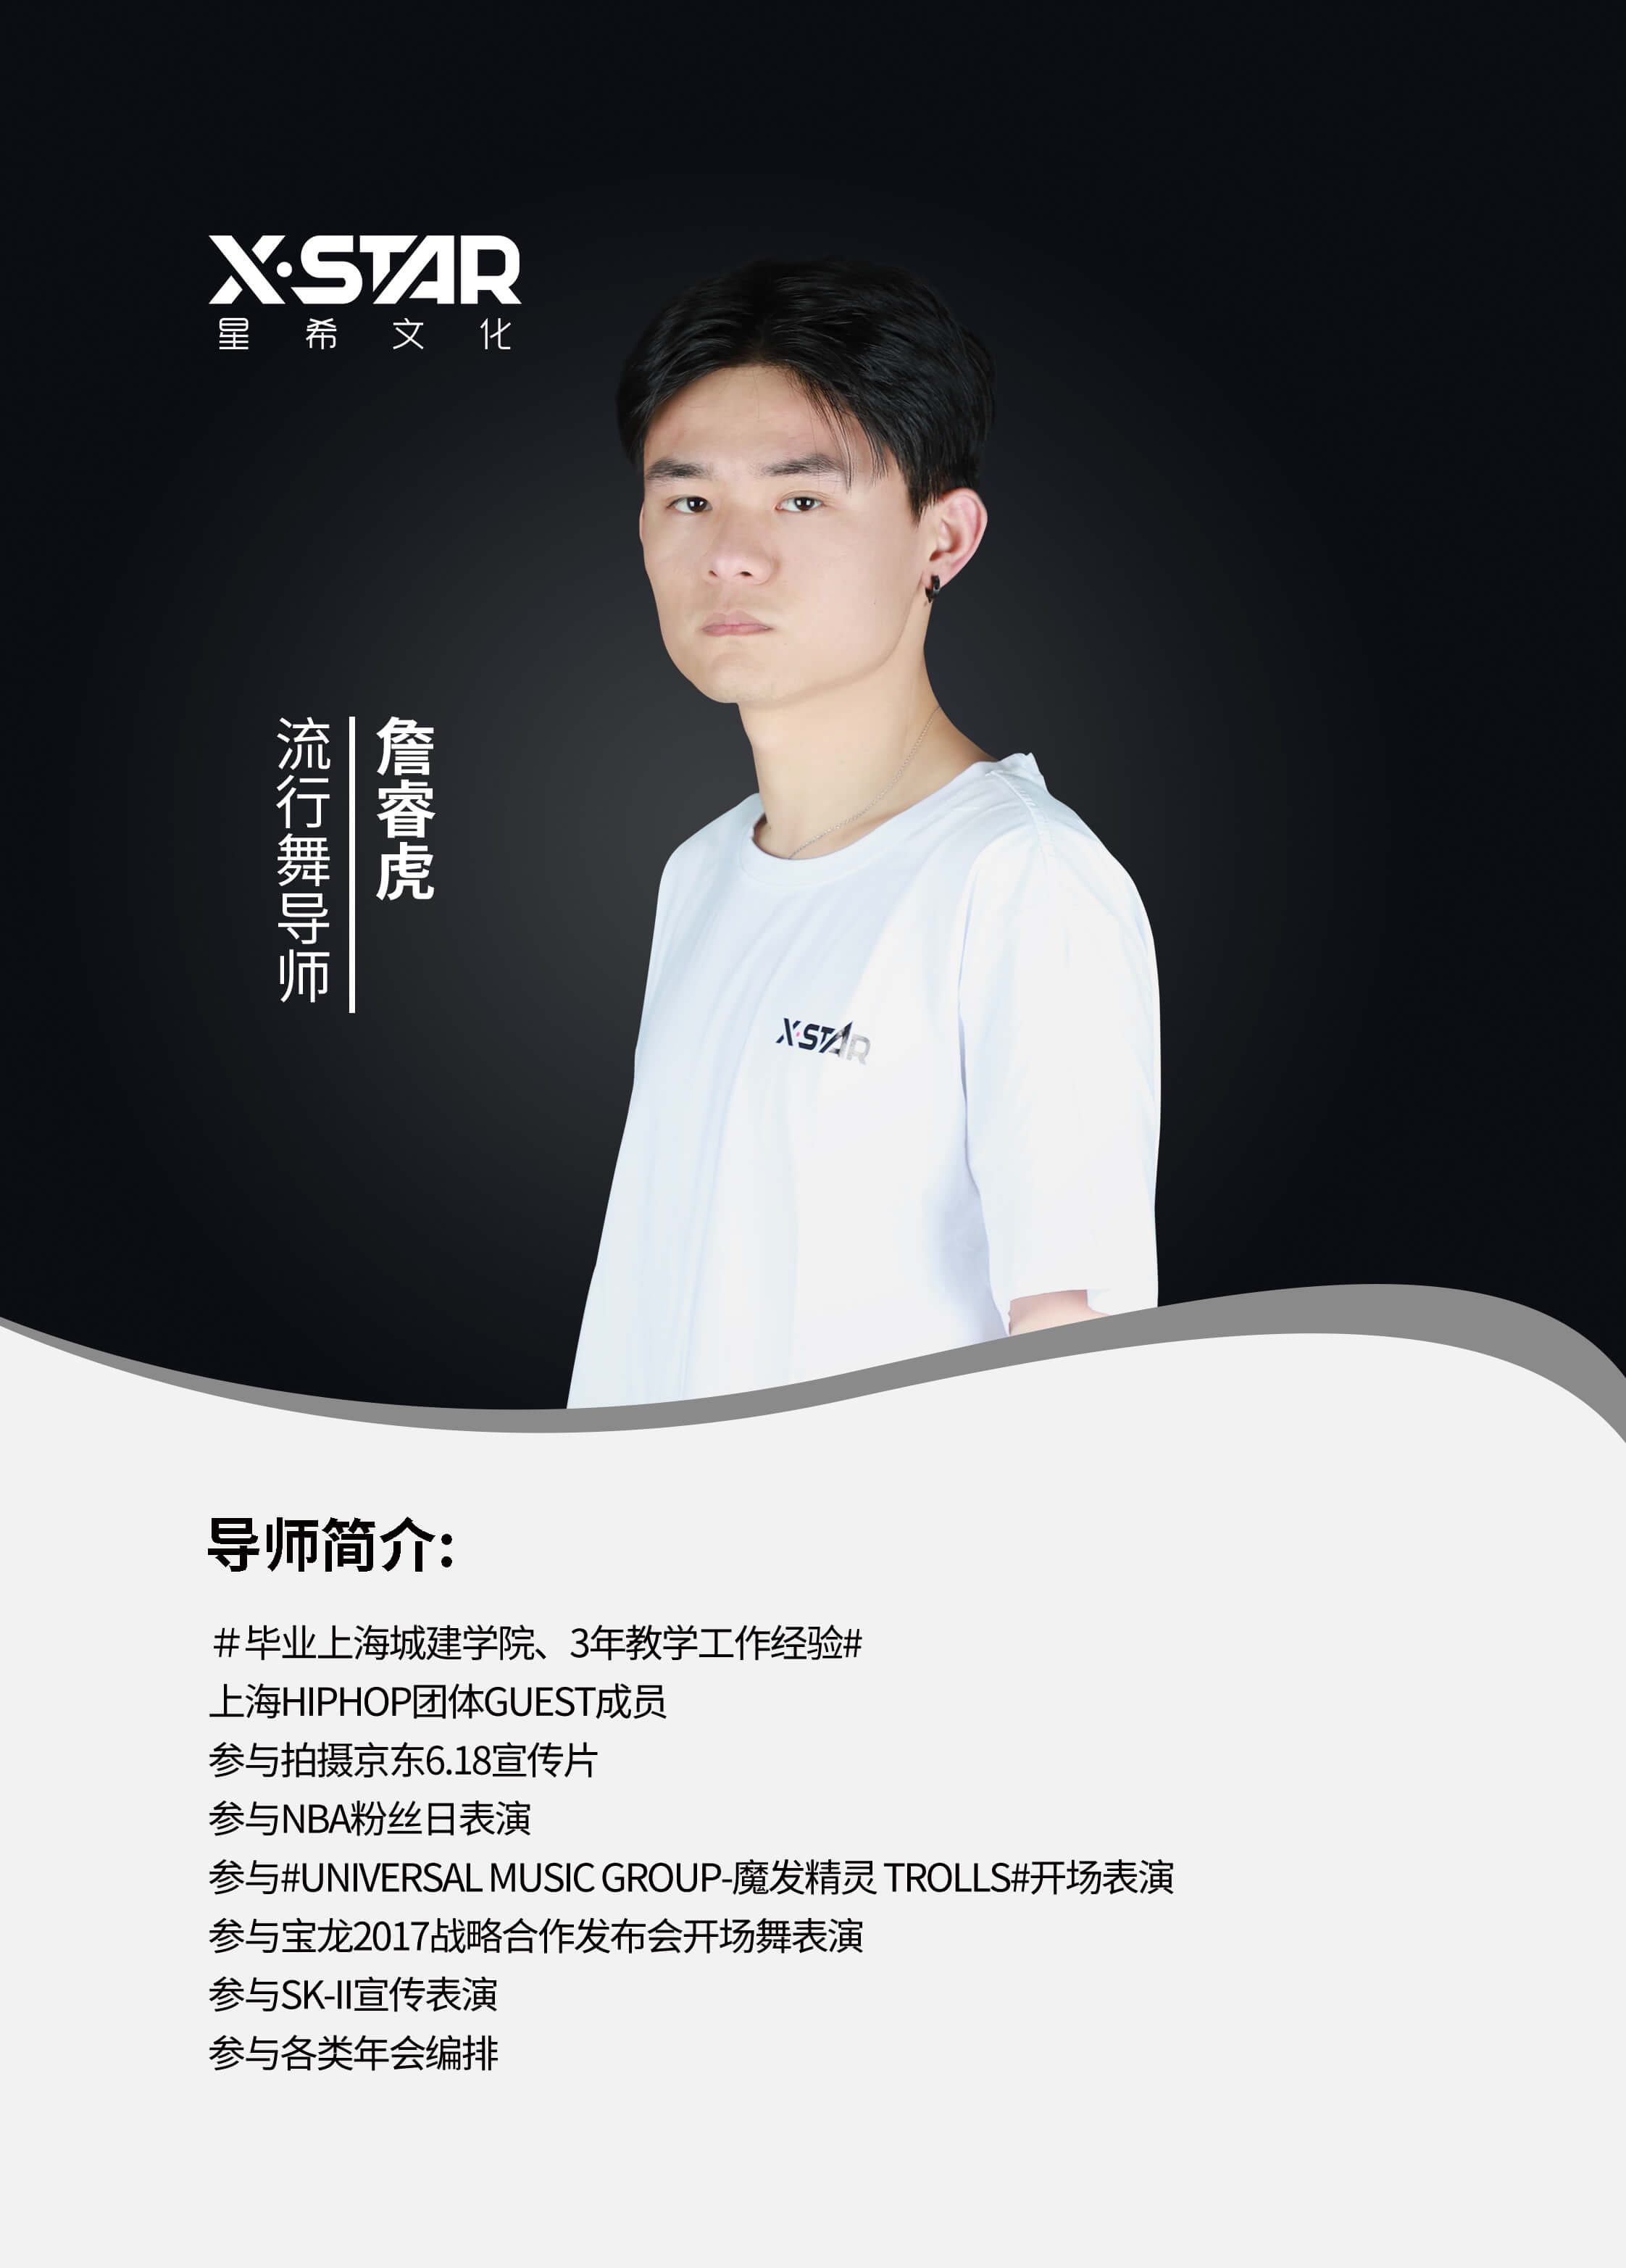 X·STAR
星希文化
詹睿虎
流行舞导师
X·STAR
导师简介:
＃毕业上海城建学院、3年教学工作经验#
上海HIPHOP团体GUEST成员
参与拍摄京东6.18宣传片
参与NBA粉丝日表演
参与#UNIVERSAL MUSIC GROUP-魔发精灵 TROLLS#开场表演
参与宝龙2017战略合作发布会开场舞表演
参与SK-II宣传表演
参与各类年会编排